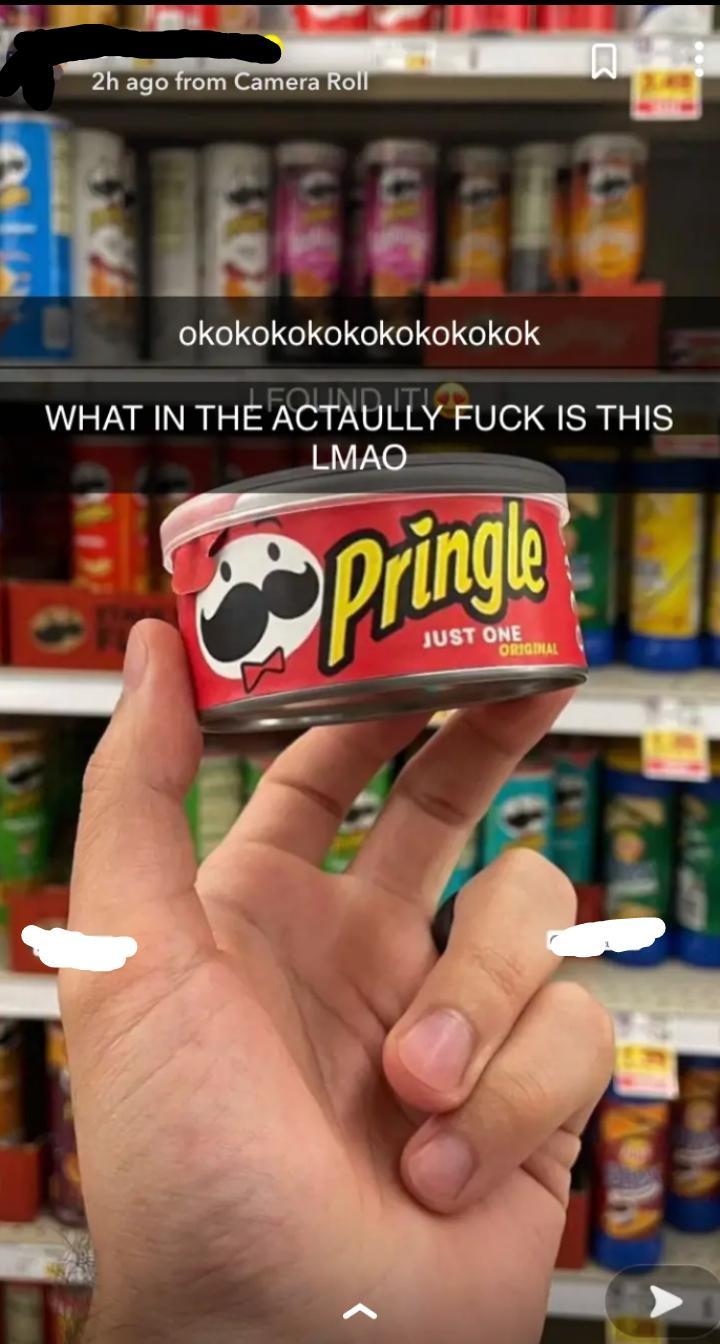 2h ago from Camera Roll
okokokokokokokokokok
I FOUND IT!
WHAT IN THE ACTAULLY FUCK IS THIS
LMAO
Pringle
JUST ONE
ORIGINAL